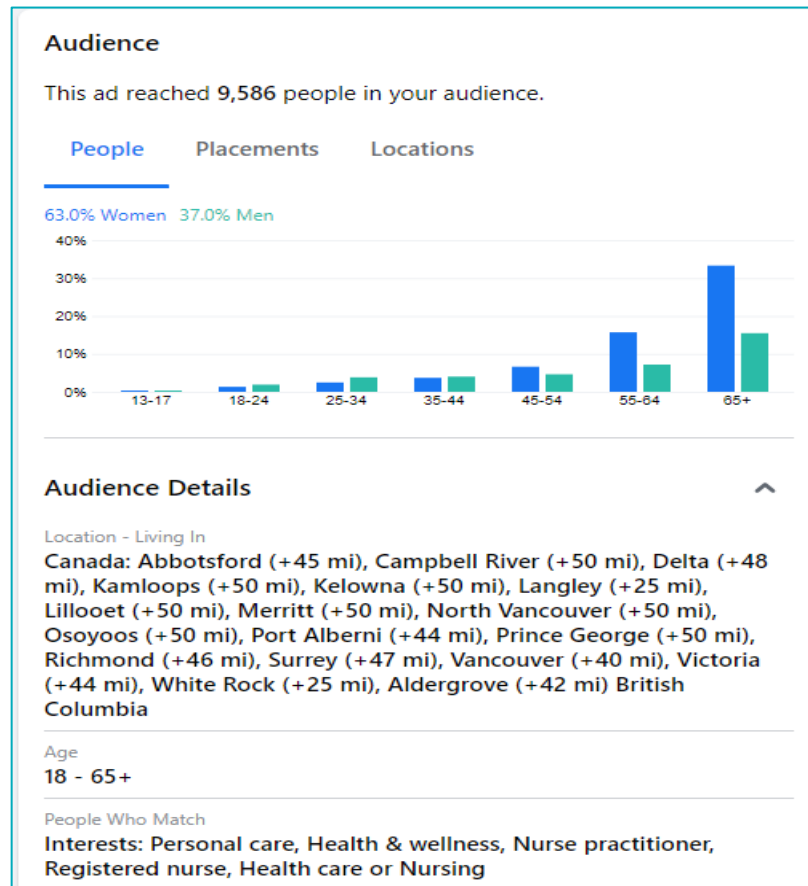 Audience
This ad reached 9,586 people in your audience.
People Placements Locations
63.0% Women 37.0% Men
40%
30%
20%
10%
0%
13-17 18-24 25-34 35-44 45-54 55-64 65+
Audience Details
Location - Living In
Canada: Abbotsford (+45 mi), Campbell River (+50 mi), Delta (+48
mi), Kamloops (+50 mi), Kelowna (+50 mi), Langley (+25 mi),
Lillooet (+50 mi), Merritt (+50 mi), North Vancouver (+50 mi),
Osoyoos (+50 mi), Port Alberni (+44 mi), Prince George (+50 mi),
Richmond (+46 mi), Surrey (+47 mi), Vancouver (+40 mi), Victoria
(+44 mi), White Rock (+25 mi), Aldergrove (+42 mi) British
Columbia
Age
18 - 65+
People Who Match
Interests: Personal care, Health & wellness, Nurse practitioner,
Registered nurse, Health care or Nursing